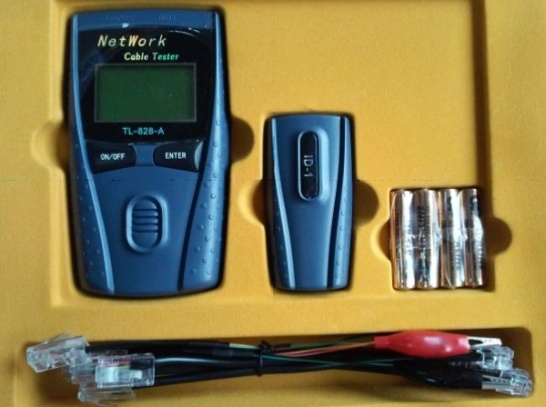 NetWork
Cable Tester
TL-828-A
ON/OFF
ENTER
ID-1